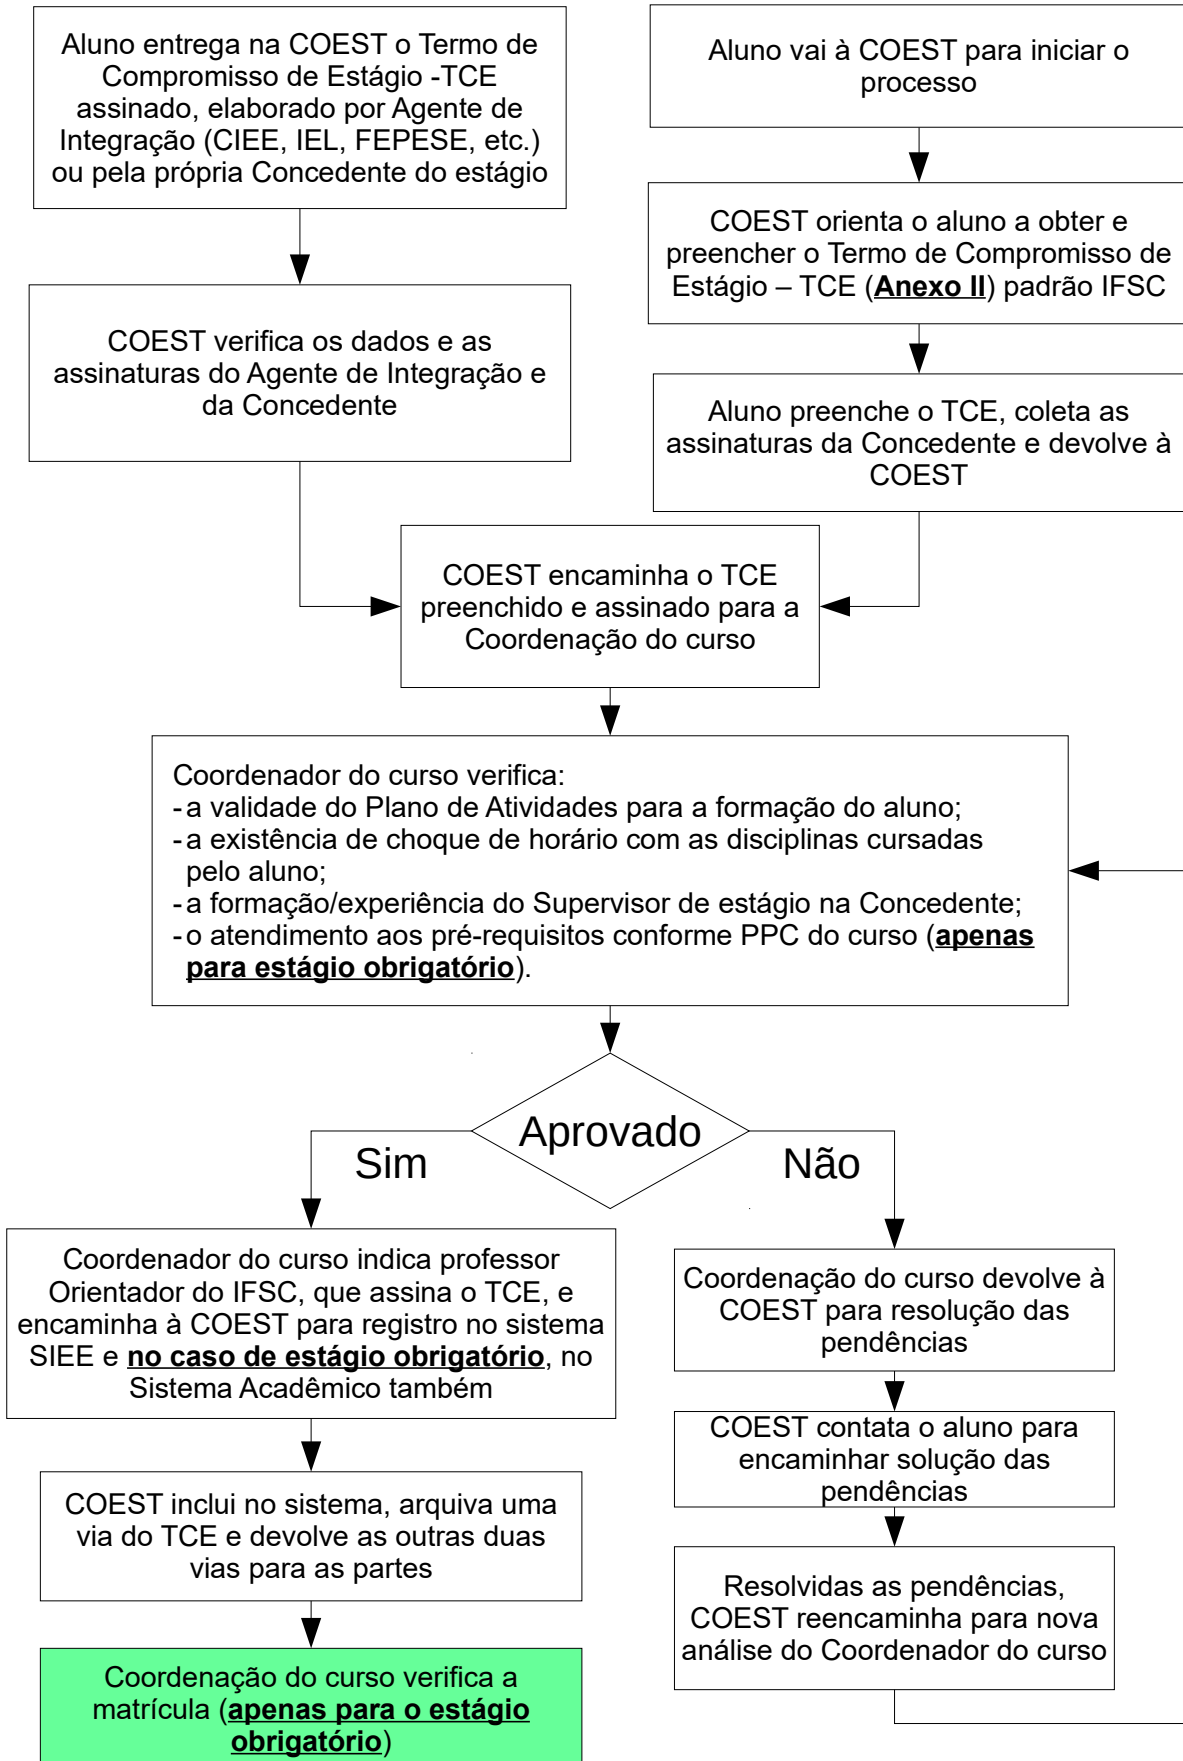 Aluno entrega na COEST o Termo de
Compromisso de Estágio -TCE
assinado, elaborado por Agente de
Integração (CIEE, IEL, FEPESE, etc.)
ou pela própria Concedente do estágio
Aluno vai à COEST para iniciar o
processo
COEST orienta o aluno a obter e
preencher o Termo de Compromisso de
Estágio – TCE (Anexo II) padrão IFSC
COEST verifica os dados e as
assinaturas do Agente de Integração e
da Concedente
Aluno preenche o TCE, coleta as
assinaturas da Concedente e devolve à
COEST
COEST encaminha o TCE
preenchido e assinado para a
Coordenação do curso
Coordenador do curso verifica:
- a validade do Plano de Atividades para a formação do aluno;
- a existência de choque de horário com as disciplinas cursadas
pelo aluno;
- a formação/experiência do Supervisor de estágio na Concedente;
- o atendimento aos pré-requisitos conforme PPC do curso (apenas
para estágio obrigatório).
Aprovado
Sim
Não
Coordenador do curso indica professor
Orientador do IFSC, que assina o TCE, e
encaminha à COEST para registro no sistema
SIEE e no caso de estágio obrigatório, no
Sistema Acadêmico também
Coordenação do curso devolve à
COEST para resolução das
pendências
COEST contata o aluno para
encaminhar solução das
pendências
COEST inclui no sistema, arquiva uma
via do TCE e devolve as outras duas
vias para as partes
Resolvidas as pendências,
COEST reencaminha para nova
análise do Coordenador do curso
Coordenação do curso verifica a
matrícula (apenas para o estágio
obrigatório)